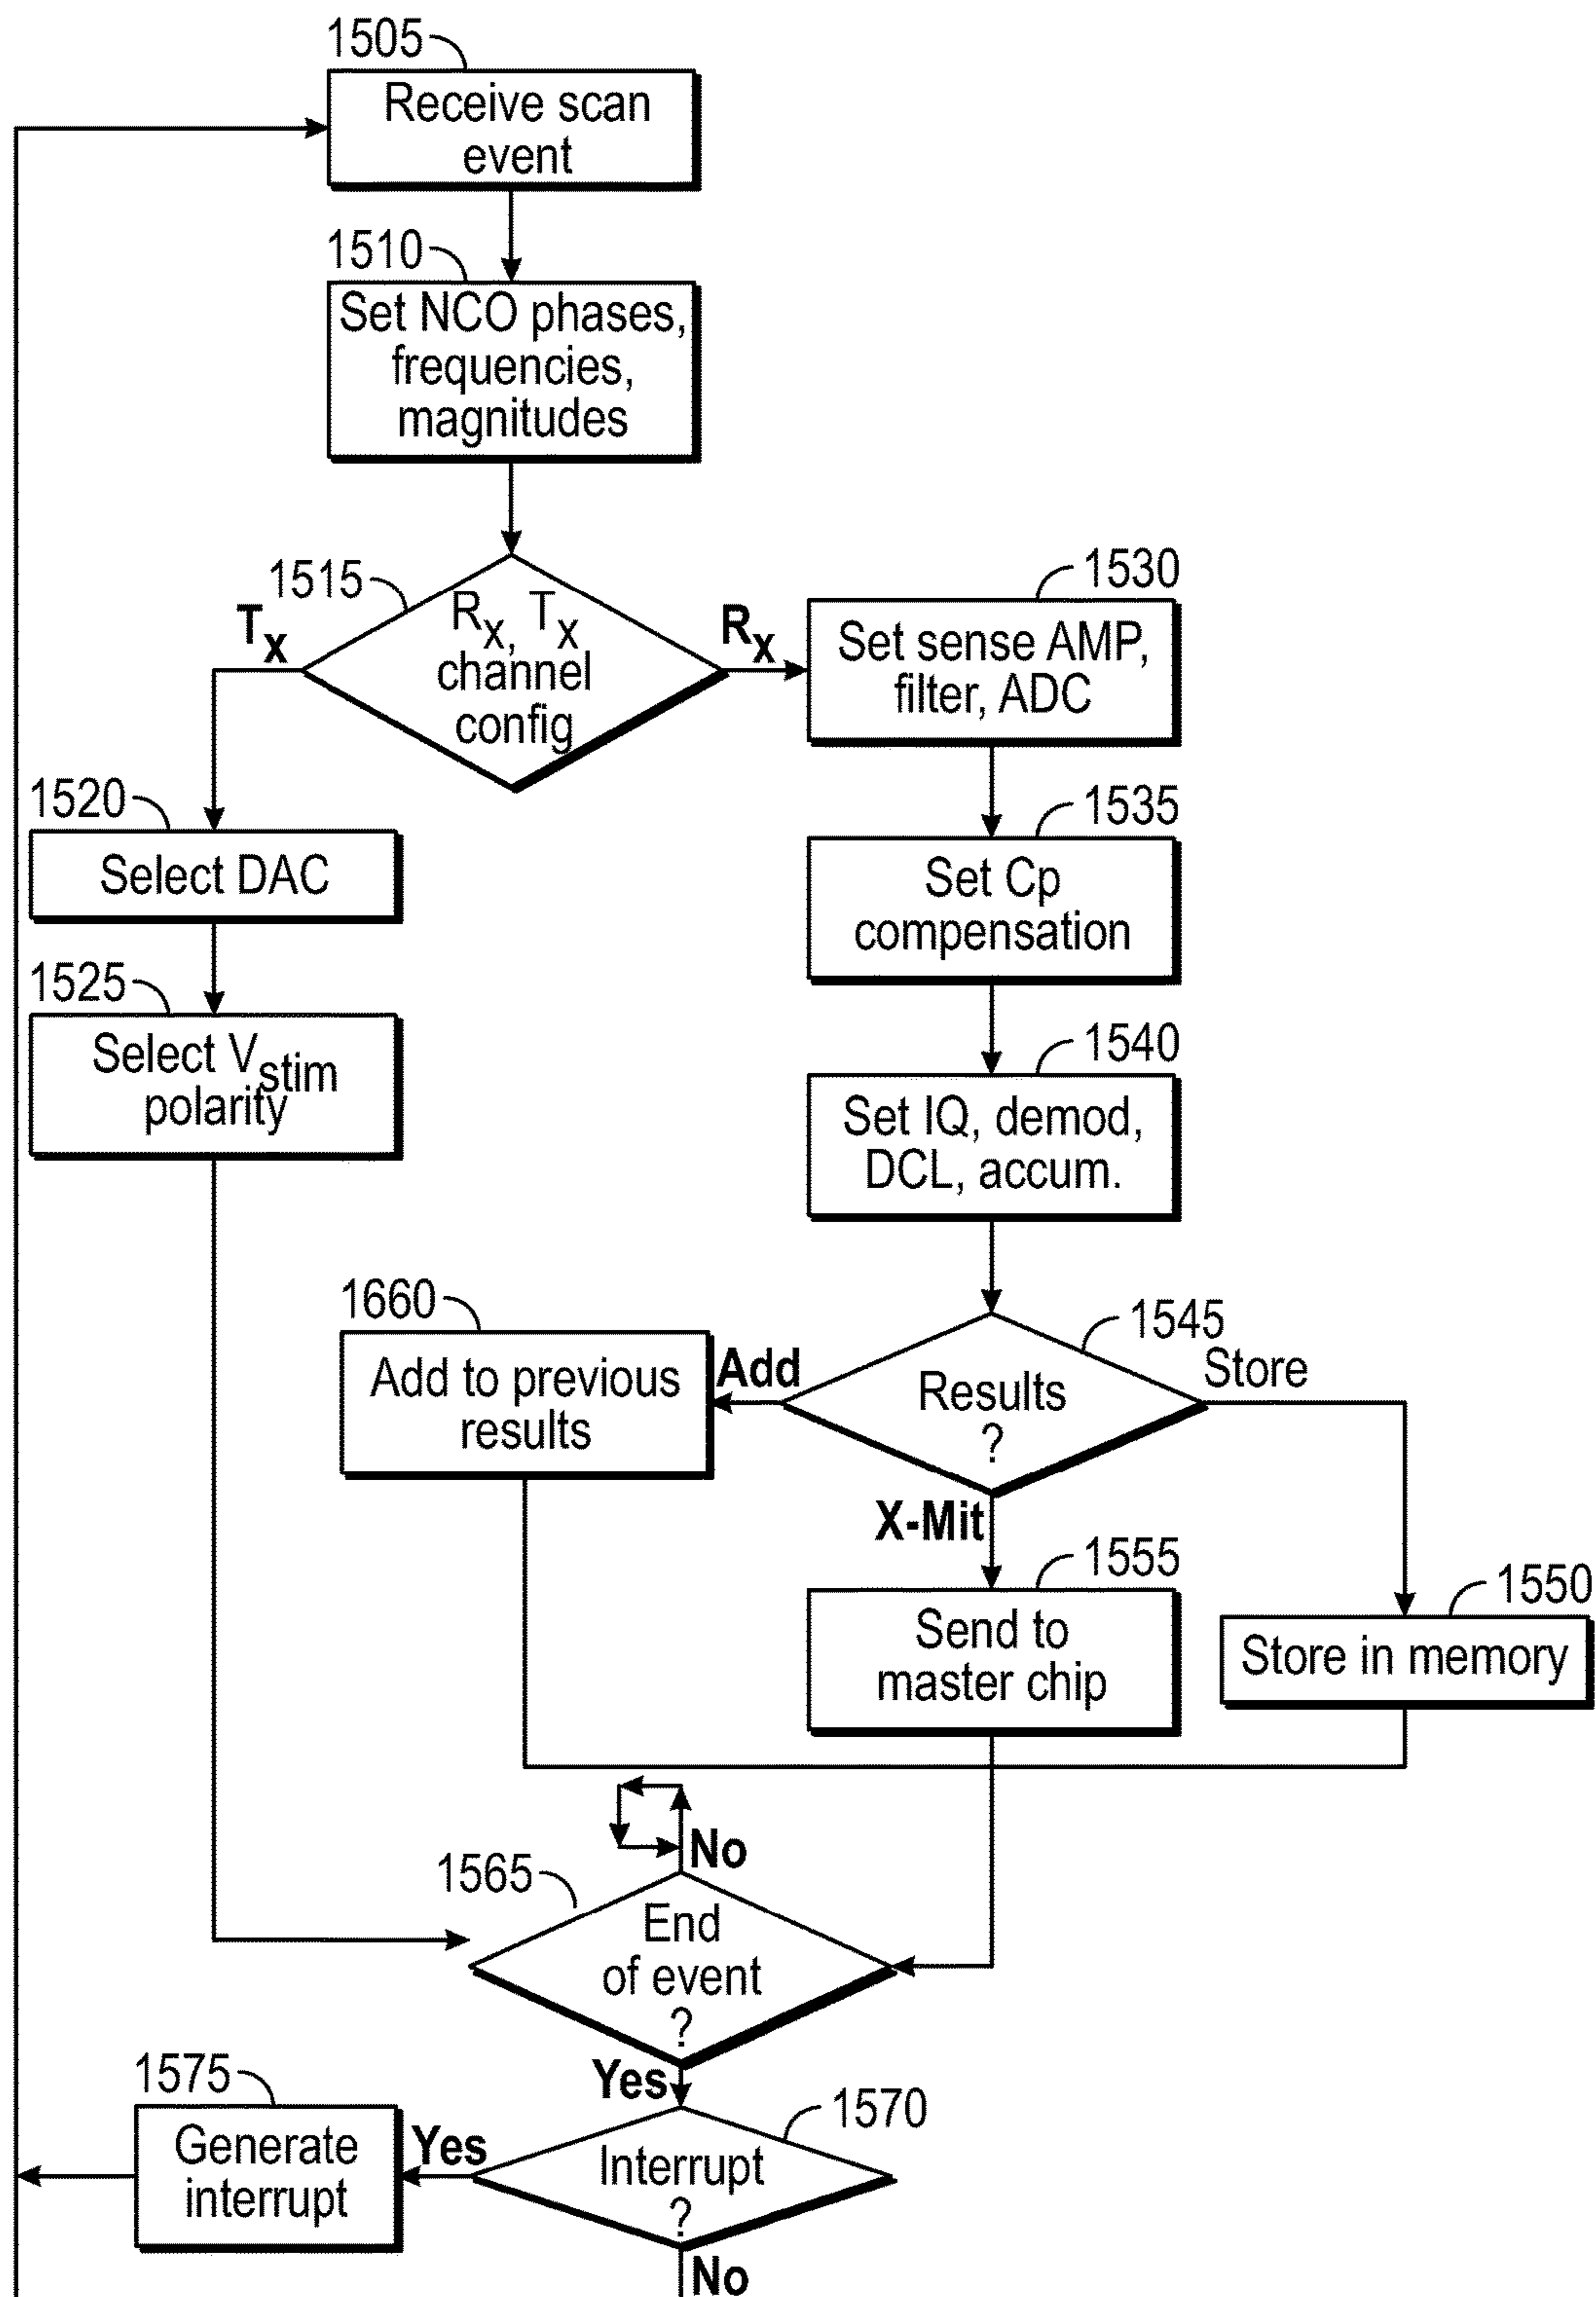 1505
Receive scan
event
1510
Set NCO phases,
frequencies,
magnitudes
1515
Tx
Rx, Tx
channel
config
Rx
1530
Set sense AMP,
filter, ADC
1520
Select DAC
1535
Set Cp
compensation
1525
Select Vstim
polarity
1540
Set IQ, demod,
DCL, accum.
1660
Add to previous
results
Add
1545
Results
?
Store
X-Mit
1555
Send to
master chip
1550
Store in memory
No
1565
End
of event
?
Yes
1575
Generate
interrupt
Yes
1570
Interrupt
?
No